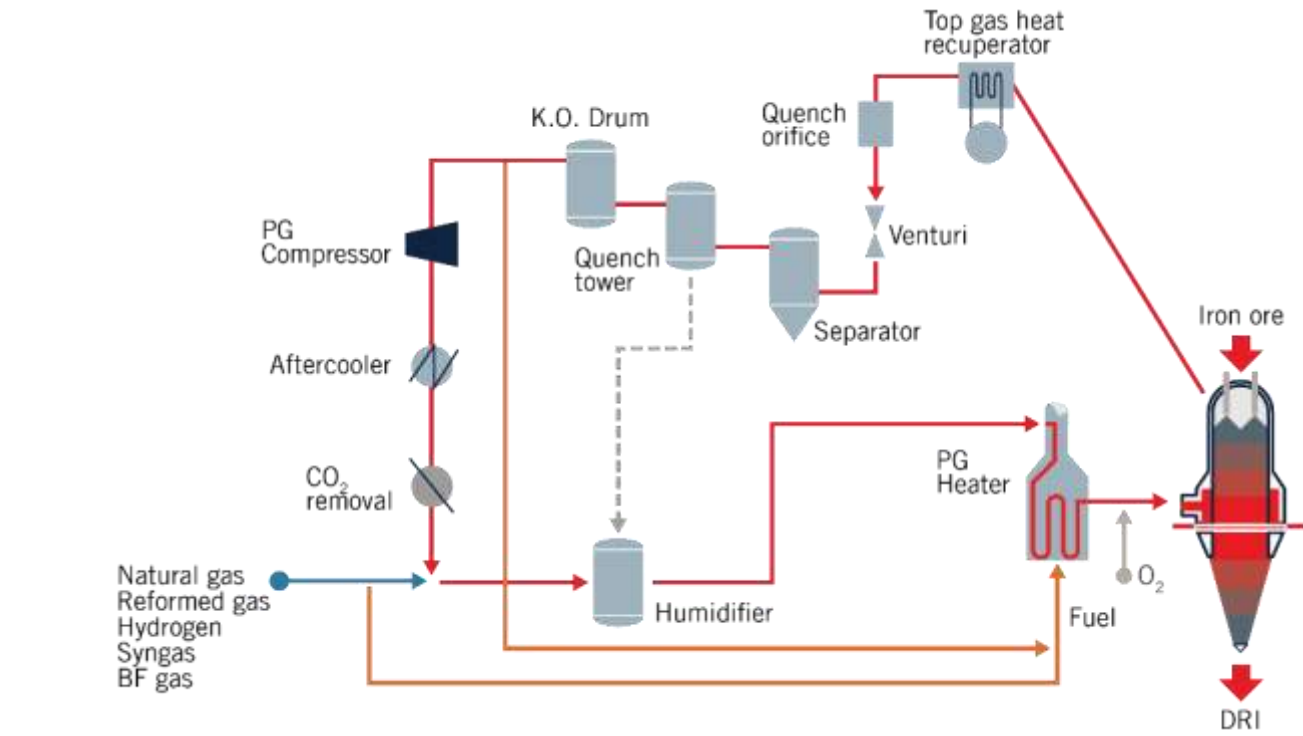 Top gas heat
recuperator
K.O. Drum
Quench
orifice
PG
Compressor
Venturi
Quench
tower
Separator
Iron ore
Aftercooler
PG
Heater
CO₂
removal
Natural gas
Reformed gas
Hydrogen
Syngas
BF gas
Humidifier
O₂
Fuel
DRI